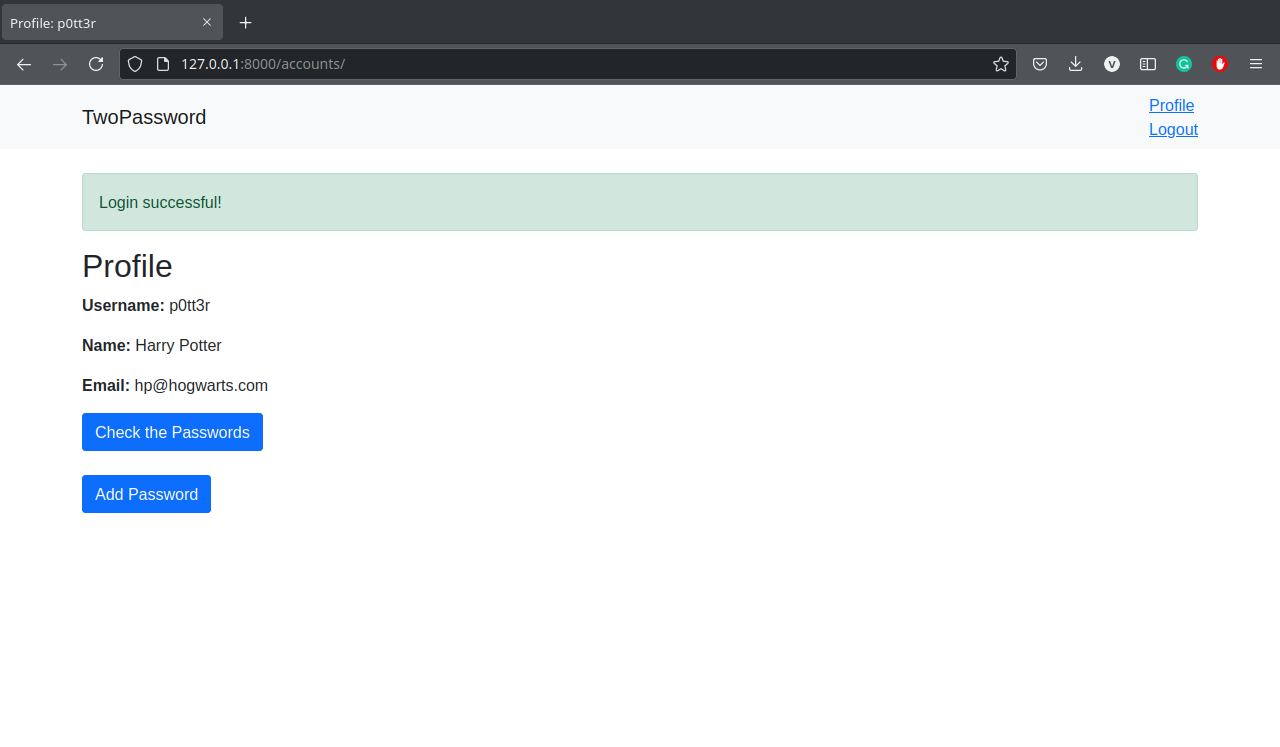 Profile: p0tt3r
127.0.0.1:8000/accounts/
TwoPassword
Profile
Logout
Login successful!
Profile
Username: p0tt3r
Name: Harry Potter
Email: hp@hogwarts.com
Check the Passwords
Add Password